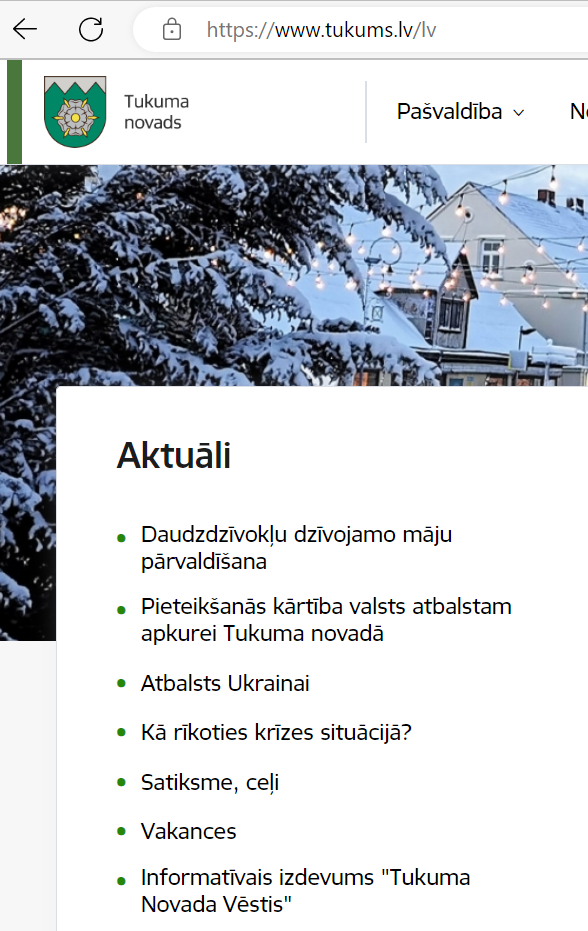 https://www.tukums.lv/lv
Tukuma
novads
Pašvaldība
Aktuāli
Daudzdzīvokļu dzīvojamo māju
pārvaldīšana
Pieteikšanās kārtība valsts atbalstam
apkurei Tukuma novadā
Atbalsts Ukrainai
Kā rīkoties krīzes situācijā?
Satiksme, ceļi
Vakances
Informatīvais izdevums "Tukuma
Novada Vēstis"